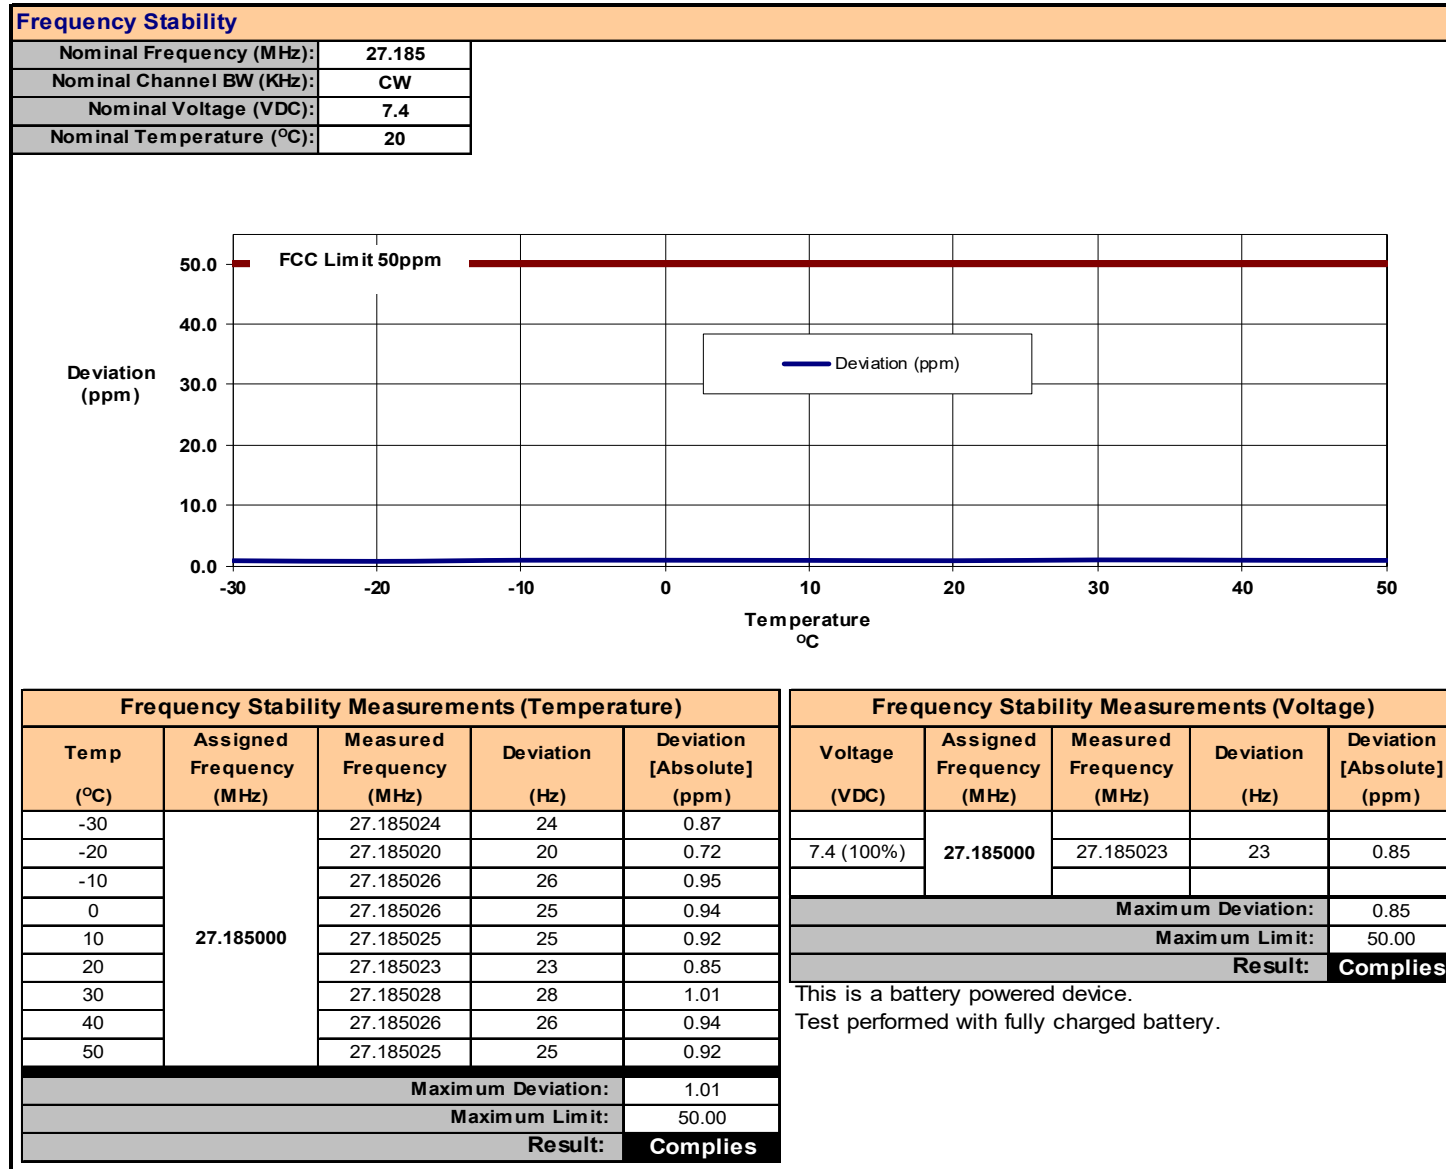 Frequency Stability
Nominal Frequency (MHz): 27.185
Nominal Channel BW (KHz): CW
Nominal Voltage (VDC): 7.4
Nominal Temperature (ᴼC): 20
FCC Limit 50ppm
50.0
40.0
30.0
20.0
10.0
0.0
Deviation
(ppm)
Deviation (ppm)
-30 -20 -10 0 10 20 30 40 50
Temperature
ᴼC
Frequency Stability Measurements (Temperature)
Temp Assigned Measured Deviation Deviation
Frequency Frequency [Absolute]
(ᴼC) (MHz) (MHz) (Hz) (ppm)
-30 27.185024 24 0.87
-20 27.185020 20 0.72
-10 27.185026 26 0.95
0 27.185026 25 0.94
10 27.185000 27.185025 25 0.92
20 27.185023 23 0.85
30 27.185028 28 1.01
40 27.185026 26 0.94
50 27.185025 25 0.92
Maximum Deviation: 1.01
Maximum Limit: 50.00
Result: Complies
Frequency Stability Measurements (Voltage)
Voltage Assigned Measured Deviation Deviation
Frequency Frequency [Absolute]
(VDC) (MHz) (MHz) (Hz) (ppm)
7.4 (100%) 27.185000 27.185023 23 0.85
Maximum Deviation: 0.85
Maximum Limit: 50.00
Result: Complies
This is a battery powered device.
Test performed with fully charged battery.